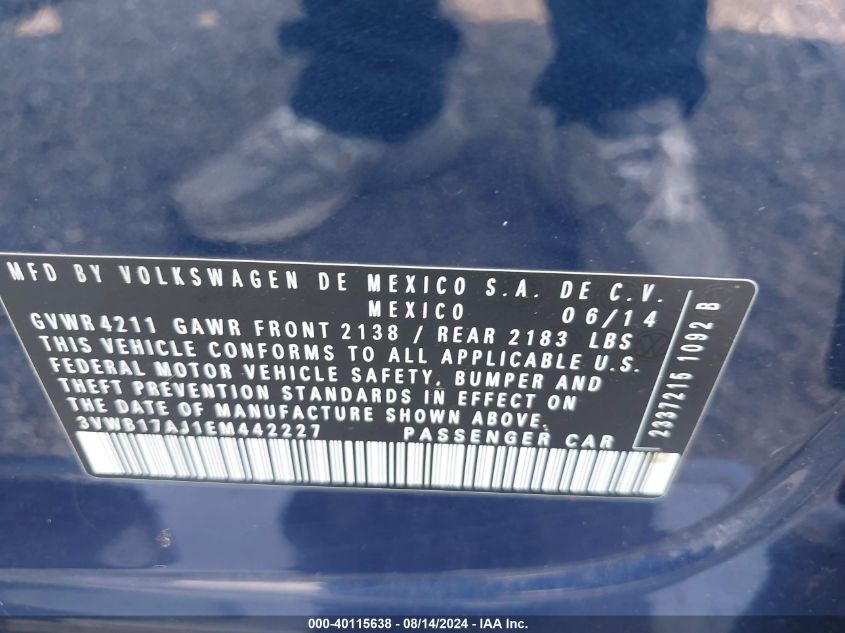 MFD BY VOLKSWAGEN DE MEXICO S.A. DE C.V.
MEXICO 06/14
GVWR 4211 GAWR FRONT 2138 / REAR 2183 LBS
THIS VEHICLE CONFORMS TO ALL APPLICABLE U.S.
FEDERAL MOTOR VEHICLE SAFETY, BUMPER AND
THEFT PREVENTION STANDARDS IN EFFECT ON
THE DATE OF MANUFACTURE SHOWN ABOVE.
3VWB17AJ1EM442227 PASSENGER CAR
2337216 1092 B
000-40115638 - 08/14/2024 - IAA Inc.